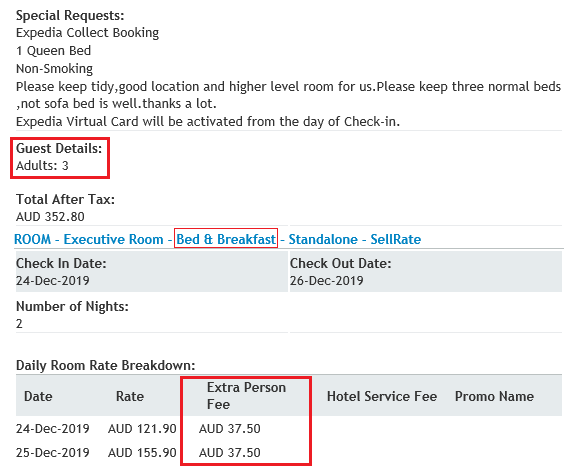 Special Requests:
Expedia Collect Booking
1 Queen Bed
Non-Smoking
Please keep tidy,good location and higher level room for us.Please keep three normal beds
,not sofa bed is well.thanks a lot.
Expedia Virtual Card will be activated from the day of Check-in.
Guest Details:
Adults: 3
Total After Tax:
AUD 352.80
ROOM - Executive Room - Bed & Breakfast - Standalone - SellRate
Check In Date: Check Out Date:
24-Dec-2019 26-Dec-2019
Number of Nights:
2
Daily Room Rate Breakdown:
Date Rate Extra Person Fee Hotel Service Fee Promo Name
24-Dec-2019 AUD 121.90 AUD 37.50
25-Dec-2019 AUD 155.90 AUD 37.50